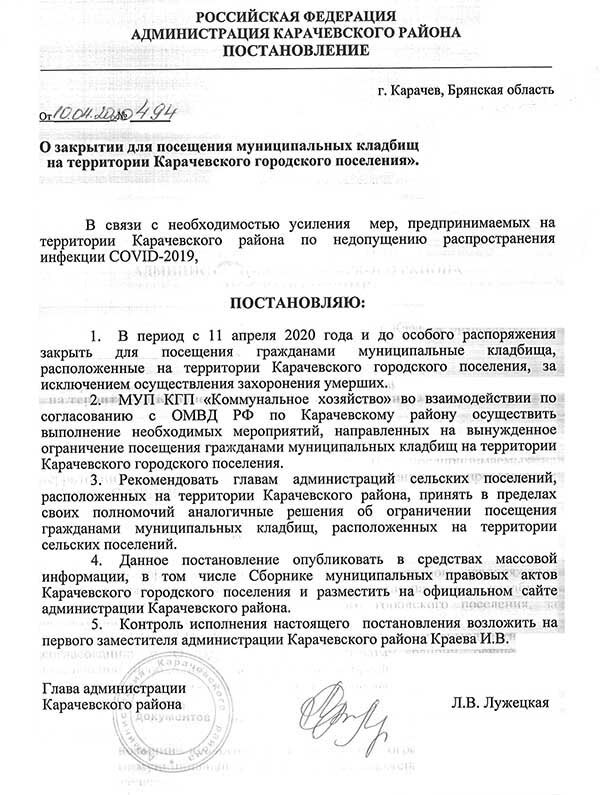 РОССИЙСКАЯ ФЕДЕРАЦИЯ
АДМИНИСТРАЦИЯ КАРАЧЕВСКОГО РАЙОНА
ПОСТАНОВЛЕНИЕ
г. Карачев, Брянская область
От 10.04.2020 № 494
О закрытии для посещения муниципальных кладбищ
на территории Карачевского городского поселения».
В связи с необходимостью усиления мер, предпринимаемых на
территории Карачевского района по недопущению распространения
инфекции COVID-2019,
ПОСТАНОВЛЯЮ:
1. В период с 11 апреля 2020 года и до особого распоряжения
закрыть для посещения гражданами муниципальные кладбища,
расположенные на территории Карачевского городского поселения, за
исключением осуществления захоронения умерших.
2. МУП КГП «Коммунальное хозяйство» во взаимодействии по
согласованию с ОМВД РФ по Карачевскому району осуществить
выполнение необходимых мероприятий, направленных на вынужденное
ограничение посещения гражданами муниципальных кладбищ на территории
Карачевского городского поселения.
3. Рекомендовать главам администраций сельских поселений,
расположенных на территории Карачевского района, принять в пределах
своих полномочий аналогичные решения об ограничении посещения
гражданами муниципальных кладбищ, расположенных на территории
сельских поселений.
4. Данное постановление опубликовать в средствах массовой
информации, в том числе Сборнике муниципальных правовых актов
Карачевского городского поселения и разместить на официальном сайте
администрации Карачевского района.
5. Контроль исполнения настоящего постановления возложить на
первого заместителя администрации Карачевского района Краева И.В.
Глава администрации
Карачевского района
Л.В. Лужецкая
Администрация Карачевского района
документов